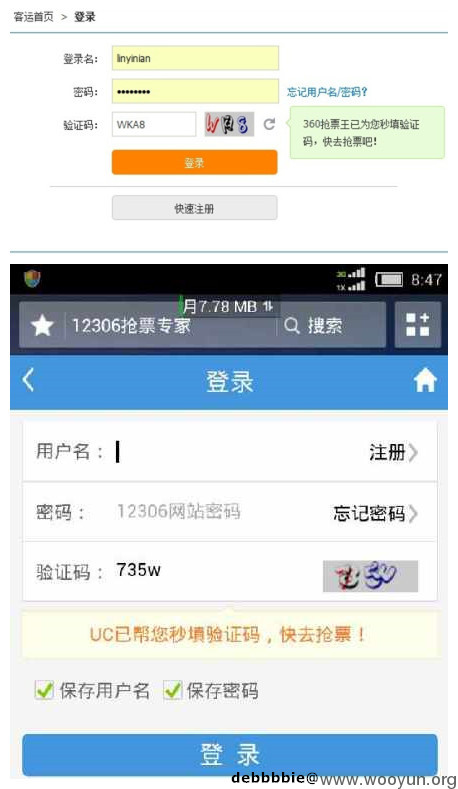 客运首页 > 登录
登录名: linyinian
密码: •••••••• 忘记用户名/密码?
验证码: WKA8
360抢票王已为您秒填验证
码，快去抢票吧!
登录
快速注册
3G 1X 8:47
月7.78 MB
12306抢票专家 搜索
登录
用户名： 注册
密码： 12306网站密码 忘记密码
验证码： 735w
UC已帮您秒填验证码，快去抢票！
保存用户名 保存密码
登 录
debbbbie@www.wooyun.org